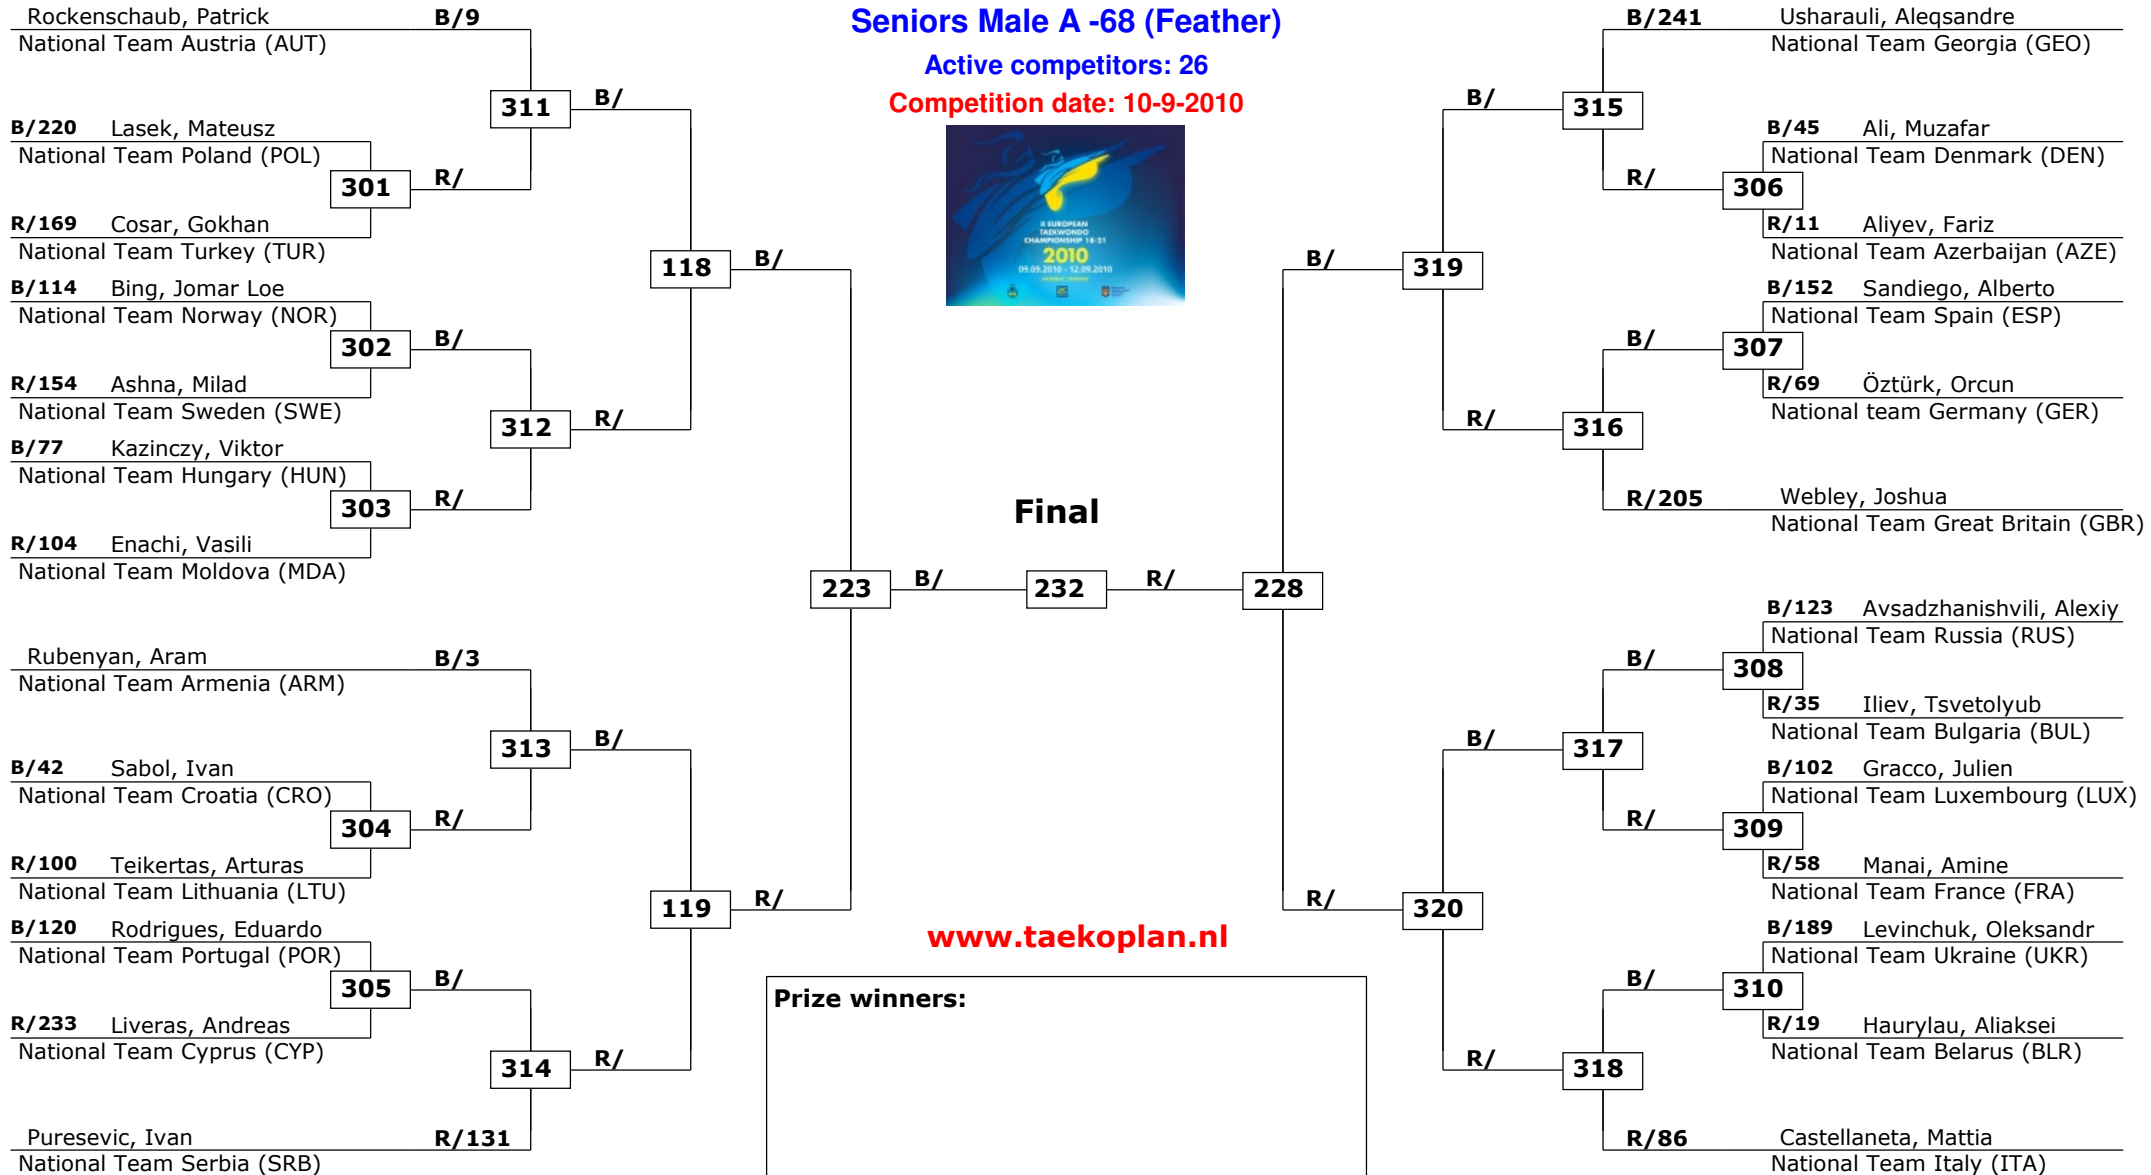 Seniors Male A -68 (Feather)
Active competitors: 26
Competition date: 10-9-2010
II EUROPEAN
TAEKWONDO
CHAMPIONSHIP 18-21
2010
09.09.2010 - 12.09.2010
Rockenschaub, Patrick B/9
National Team Austria (AUT)
311 B/
B/220 Lasek, Mateusz
National Team Poland (POL)
301 R/
R/169 Cosar, Gokhan
National Team Turkey (TUR)
118 B/
B/114 Bing, Jomar Loe
National Team Norway (NOR)
302 B/
R/154 Ashna, Milad
National Team Sweden (SWE)
312 R/
B/77 Kazinczy, Viktor
National Team Hungary (HUN)
303 R/
R/104 Enachi, Vasili
National Team Moldova (MDA)
Final
223 B/ 232 R/ 228
Rubenyan, Aram B/3
National Team Armenia (ARM)
313 B/
B/42 Sabol, Ivan
National Team Croatia (CRO)
304 R/
R/100 Teikertas, Arturas
National Team Lithuania (LTU)
119 R/
B/120 Rodrigues, Eduardo
National Team Portugal (POR)
305 B/
R/233 Liveras, Andreas
National Team Cyprus (CYP)
314 R/
Puresevic, Ivan R/131
National Team Serbia (SRB)
B/241 Usharauli, Aleqsandre
National Team Georgia (GEO)
B/ 315
B/45 Ali, Muzafar
National Team Denmark (DEN)
R/ 306
R/11 Aliyev, Fariz
National Team Azerbaijan (AZE)
B/ 319
B/152 Sandiego, Alberto
National Team Spain (ESP)
B/ 307
R/69 Öztürk, Orcun
National team Germany (GER)
R/ 316
R/205 Webley, Joshua
National Team Great Britain (GBR)
B/123 Avsadzhanishvili, Alexiy
National Team Russia (RUS)
B/ 308
R/35 Iliev, Tsvetolyub
National Team Bulgaria (BUL)
B/ 317
B/102 Gracco, Julien
National Team Luxembourg (LUX)
R/ 309
R/58 Manai, Amine
National Team France (FRA)
R/ 320
B/189 Levinchuk, Oleksandr
National Team Ukraine (UKR)
B/ 310
R/19 Haurylau, Aliaksei
National Team Belarus (BLR)
R/ 318
R/86 Castellaneta, Mattia
National Team Italy (ITA)
www.taekoplan.nl
Prize winners: